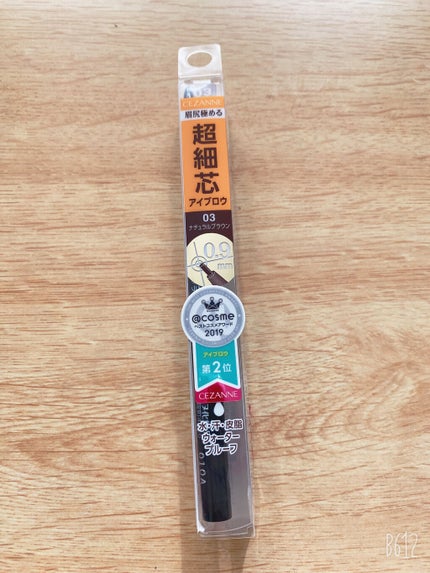 CEZANNE
眉尻極める
超細芯
アイブロウ
03
ナチュラルブラウン
0.9
mm
@cosme
ベストコスメアワード
2019
アイブロウ
第2位
CEZANNE
水・汗・皮脂
ウォーター
プルーフ
B612